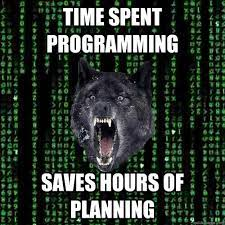 TIME SPENT
PROGRAMMING
SAVES HOURS OF
PLANNING